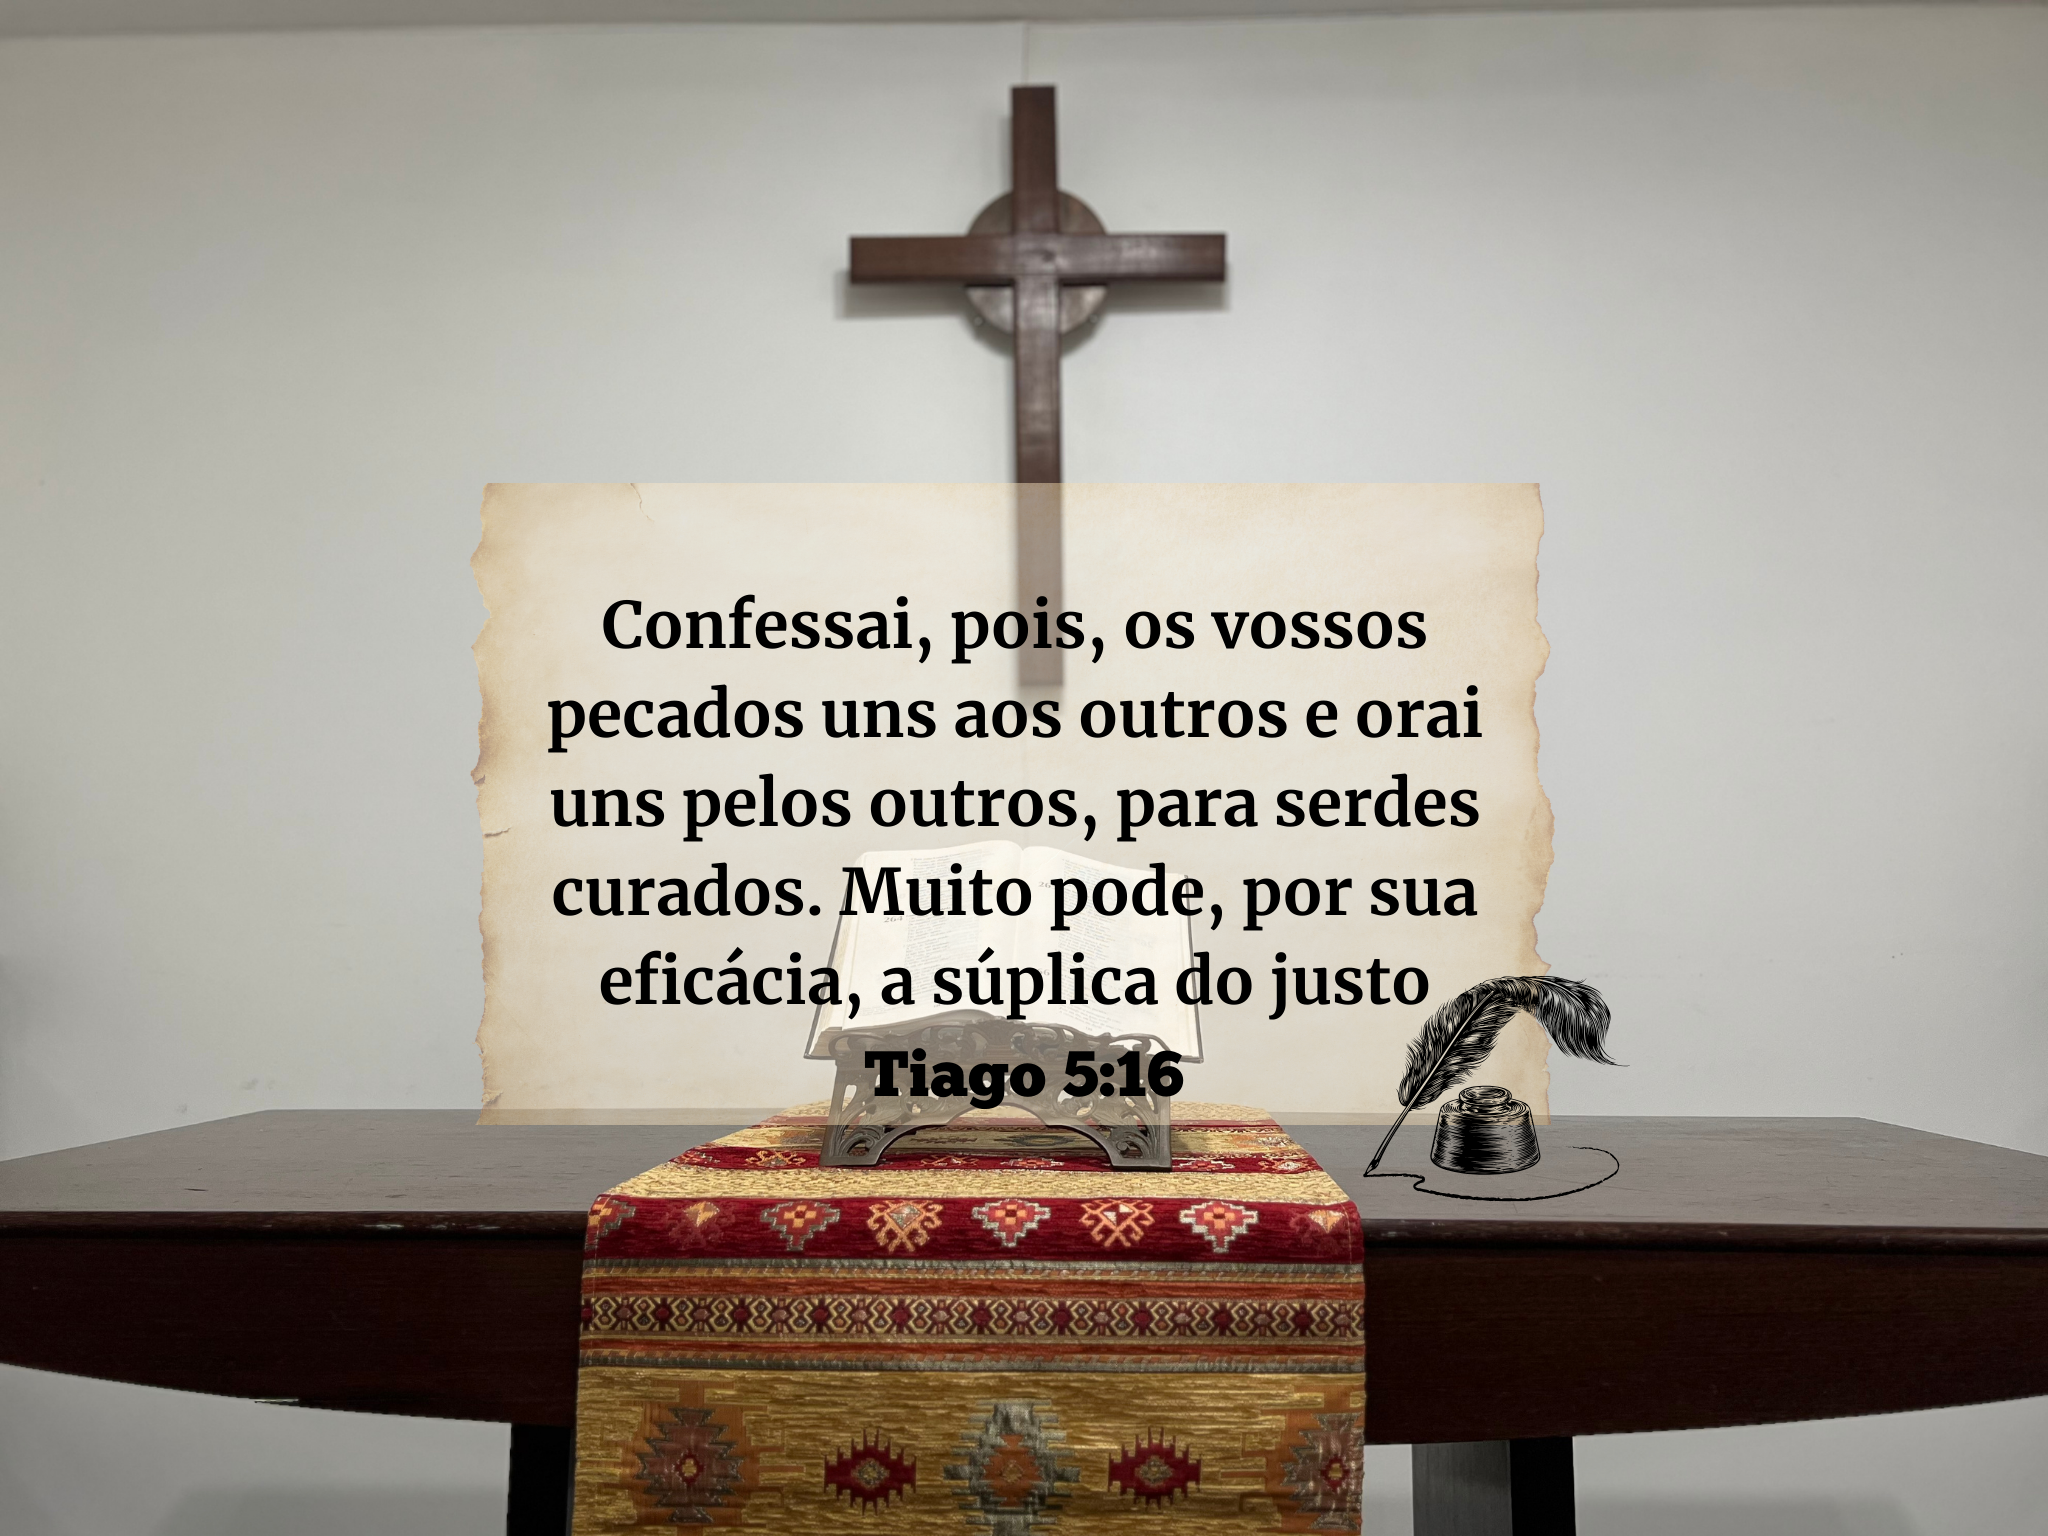 Confessai, pois, os vossos
pecados uns aos outros e orai
uns pelos outros, para serdes
curados. Muito pode, por sua
eficácia, a súplica do justo
Tiago 5:16